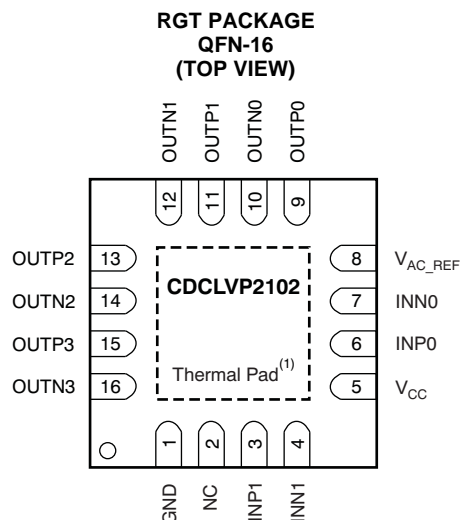 RGT PACKAGE
QFN-16
(TOP VIEW)
OUTN1
OUTP1
OUTN0
OUTP0
12
11
10
9
OUTP2
13
OUTN2
14
OUTP3
15
OUTN3
16
CDCLVP2102
Thermal Pad(1)
8
VAC_REF
7
INN0
6
INP0
5
VCC
1
2
3
4
GND
NC
INP1
INN1